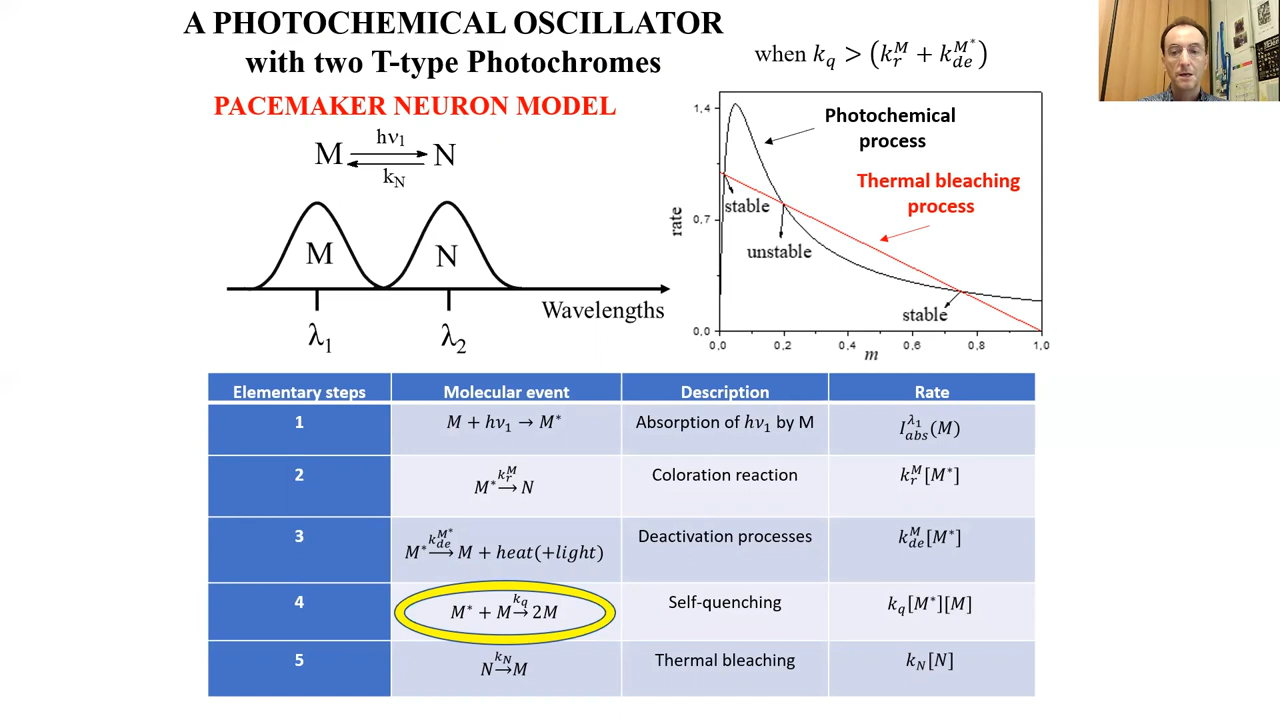 A PHOTOCHEMICAL OSCILLATOR
with two T-type Photochromes
PACEMAKER NEURON MODEL
when k_q > (k_r^M + k_de^{M*})
M ⇌ N
hν₁
k_N
M
N
Wavelengths
λ₁
λ₂
1,4
0,7
0,0
rate
0,0 0,2 0,4 0,6 0,8 1,0
m
Photochemical
process
Thermal bleaching
process
stable
unstable
stable
Elementary steps Molecular event Description Rate
1 M + hν₁ → M* Absorption of hν₁ by M I_abs^{λ₁}(M)
2 M* →(k_r^M) N Coloration reaction k_r^M[M*]
3 M* →(k_de^{M*}) M + heat(+light) Deactivation processes k_de^M[M*]
4 M* + M →(k_q) 2M Self-quenching k_q[M*][M]
5 N →(k_N) M Thermal bleaching k_N[N]